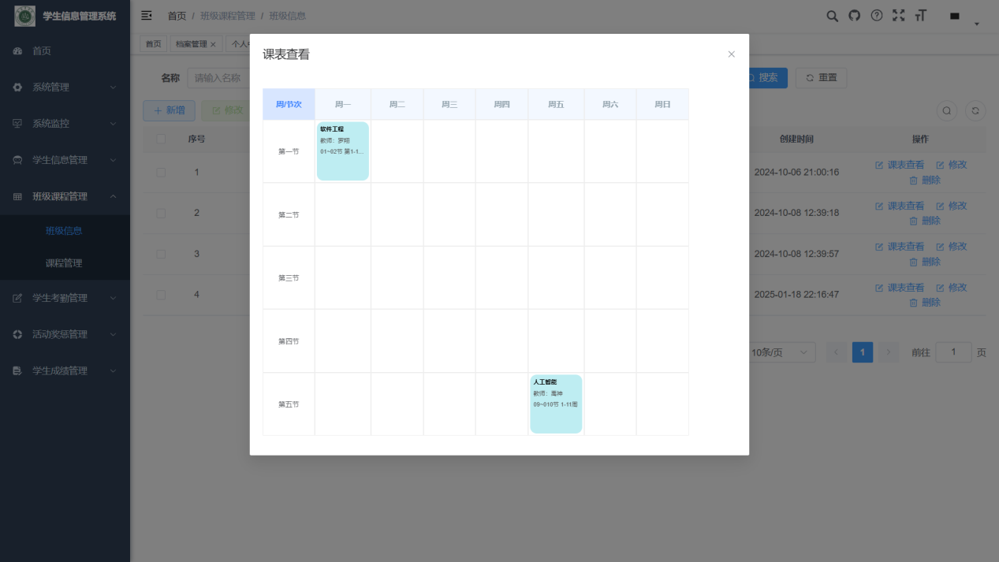 学生信息管理系统
首页
系统管理
系统监控
学生信息管理
班级课程管理
班级信息
课程管理
学生考勤管理
活动奖惩管理
学生成绩管理
首页 / 班级课程管理 / 班级信息
首页 档案管理 个人
名称 请输入名称 搜索 重置
新增 修改
序号 创建时间 操作
1 2024-10-06 21:00:16 课表查看 修改
删除
2 2024-10-08 12:39:18 课表查看 修改
删除
3 2024-10-08 12:39:57 课表查看 修改
删除
4 2025-01-18 22:16:47 课表查看 修改
删除
10条/页 1 前往 1 页
课表查看
周/节次 周一 周二 周三 周四 周五 周六 周日
第一节
软件工程
教师：罗翔
01~02节 第1-1...
第二节
第三节
第四节
第五节
人工智能
教师：周神
09~010节 1-11周